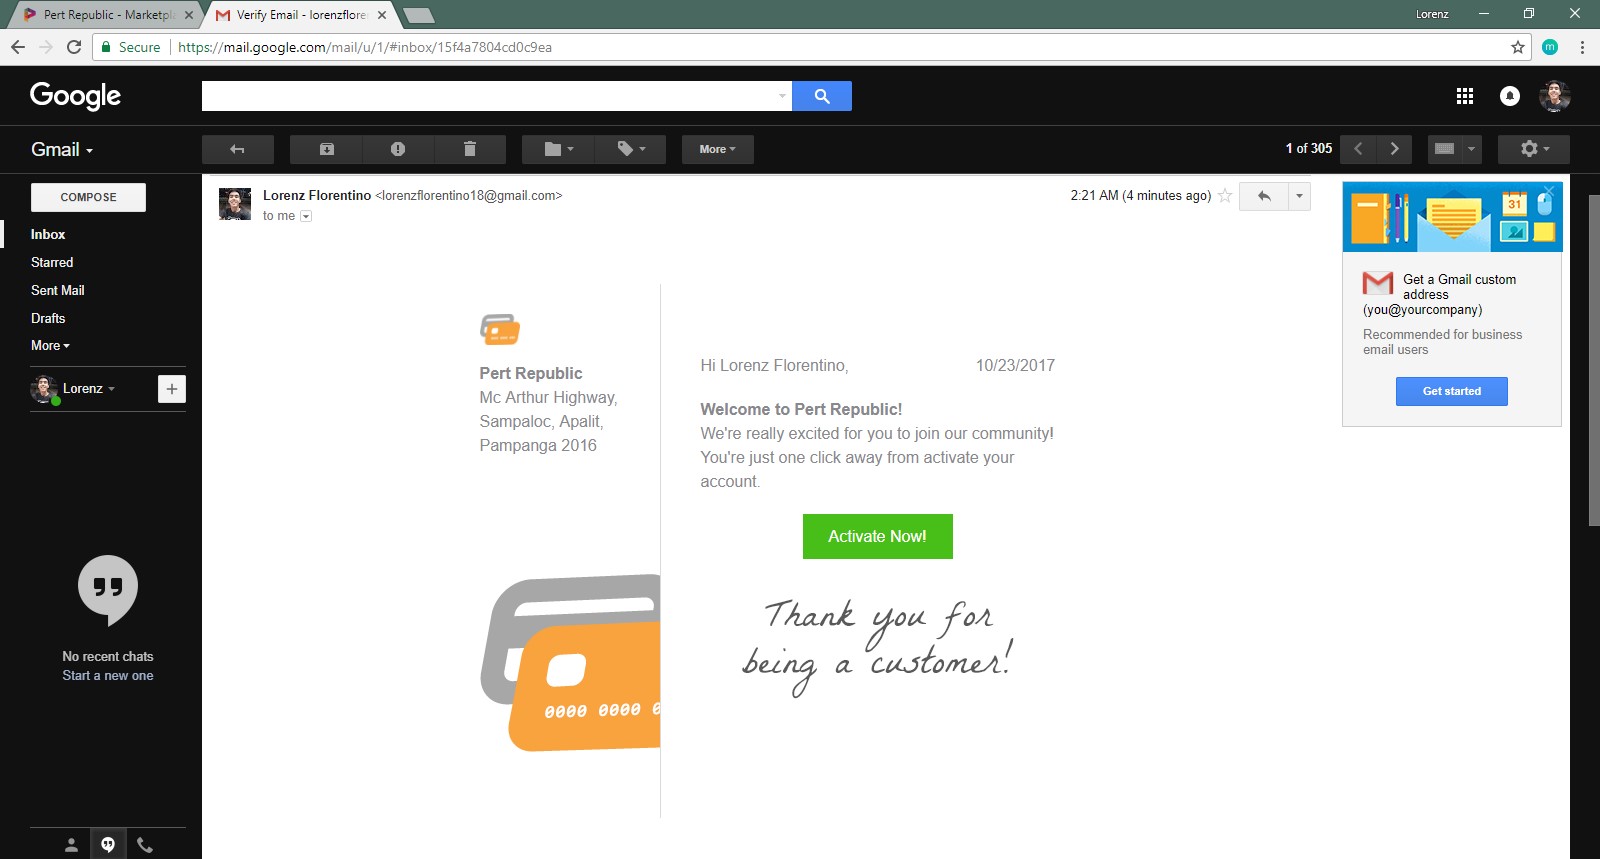 Pert Republic - Marketpla
Verify Email - lorenzflore
Lorenz
Secure
https://mail.google.com/mail/u/1/#inbox/15f4a7804cd0c9ea
m
Google
Gmail
More
1 of 305
COMPOSE
Inbox
Starred
Sent Mail
Drafts
More
Lorenz
No recent chats
Start a new one
Lorenz Florentino <lorenzflorentino18@gmail.com>
to me
2:21 AM (4 minutes ago)
Pert Republic
Mc Arthur Highway,
Sampaloc, Apalit,
Pampanga 2016
0000 0000 0
Hi Lorenz Florentino,
10/23/2017
Welcome to Pert Republic!
We're really excited for you to join our community!
You're just one click away from activate your
account.
Activate Now!
Thank you for
being a customer!
31
Get a Gmail custom
address
(you@yourcompany)
Recommended for business
email users
Get started